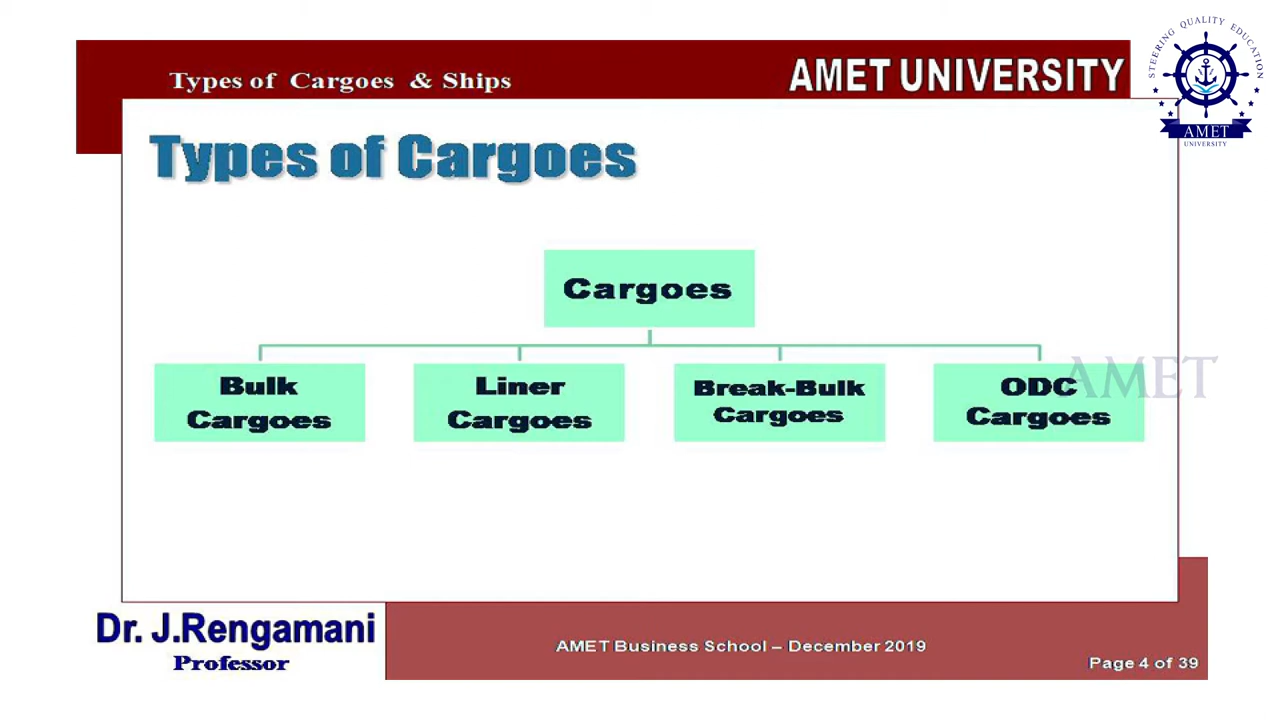 Types of Cargoes & Ships
AMET UNIVERSITY
STEERING QUALITY EDUCATION
AMET
UNIVERSITY
Types of Cargoes
Cargoes
Bulk
Cargoes
Liner
Cargoes
Break-Bulk
Cargoes
ODC
Cargoes
AMET
Dr. J.Rengamani
Professor
AMET Business School – December 2019
Page 4 of 39